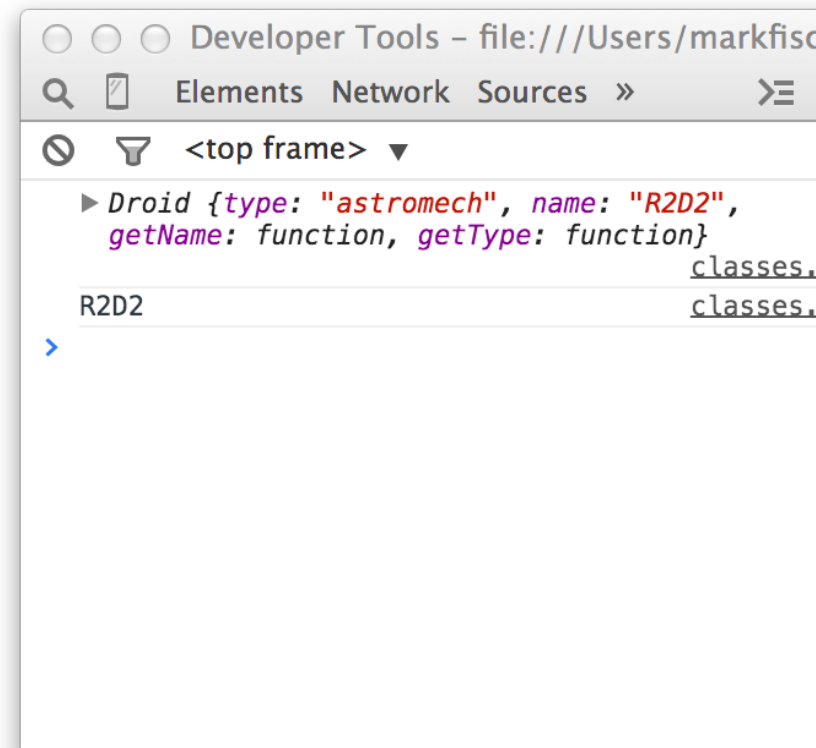 Developer Tools – file:///Users/markfisc
Elements Network Sources »
<top frame> ▼
▶ Droid {type: "astromech", name: "R2D2",
getName: function, getType: function}
classes.
R2D2 classes.
>